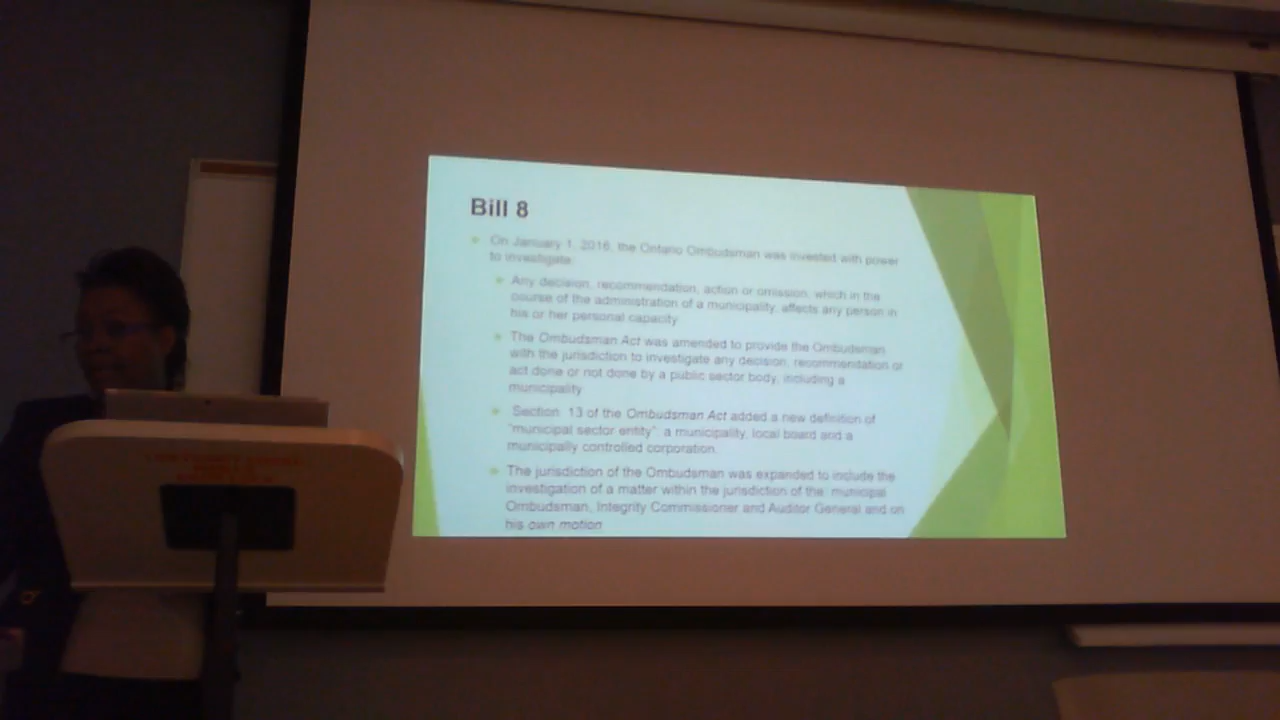 Bill 8
On January 1, 2016, the Ontario Ombudsman was invested with power
to investigate:
Any decision, recommendation, action or omission, which in the
course of the administration of a municipality, affects any person in
his or her personal capacity
The Ombudsman Act was amended to provide the Ombudsman
with the jurisdiction to investigate any decision, recommendation or
act done or not done by a public sector body, including a
municipality
Section. 13 of the Ombudsman Act added a new definition of
"municipal sector entity": a municipality, local board and a
municipally controlled corporation.
The jurisdiction of the Ombudsman was expanded to include the
investigation of a matter within the jurisdiction of the municipal
Ombudsman, Integrity Commissioner and Auditor General and on
his own motion